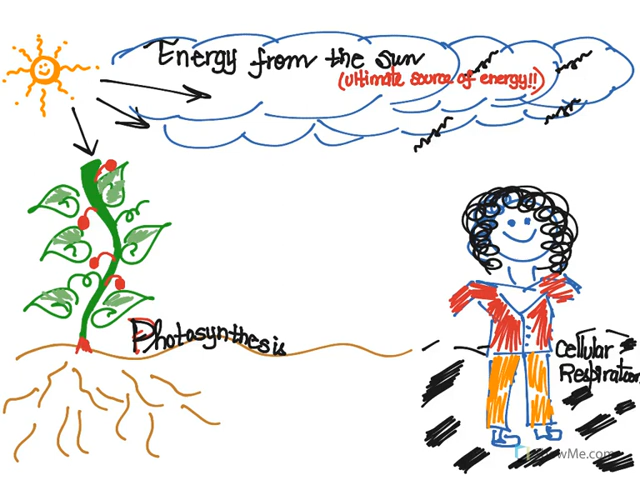 Energy from the sun
(ultimate source of energy!!)
Photosynthesis
Cellular
Respiration